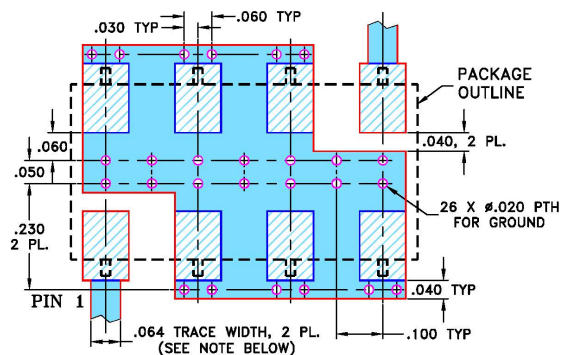 .060 TYP
.030 TYP
PACKAGE
OUTLINE
.040, 2 PL.
.060
.050
26 X ø.020 PTH
FOR GROUND
.230
2 PL.
PIN 1
.040 TYP
.064 TRACE WIDTH, 2 PL.
(SEE NOTE BELOW)
.100 TYP